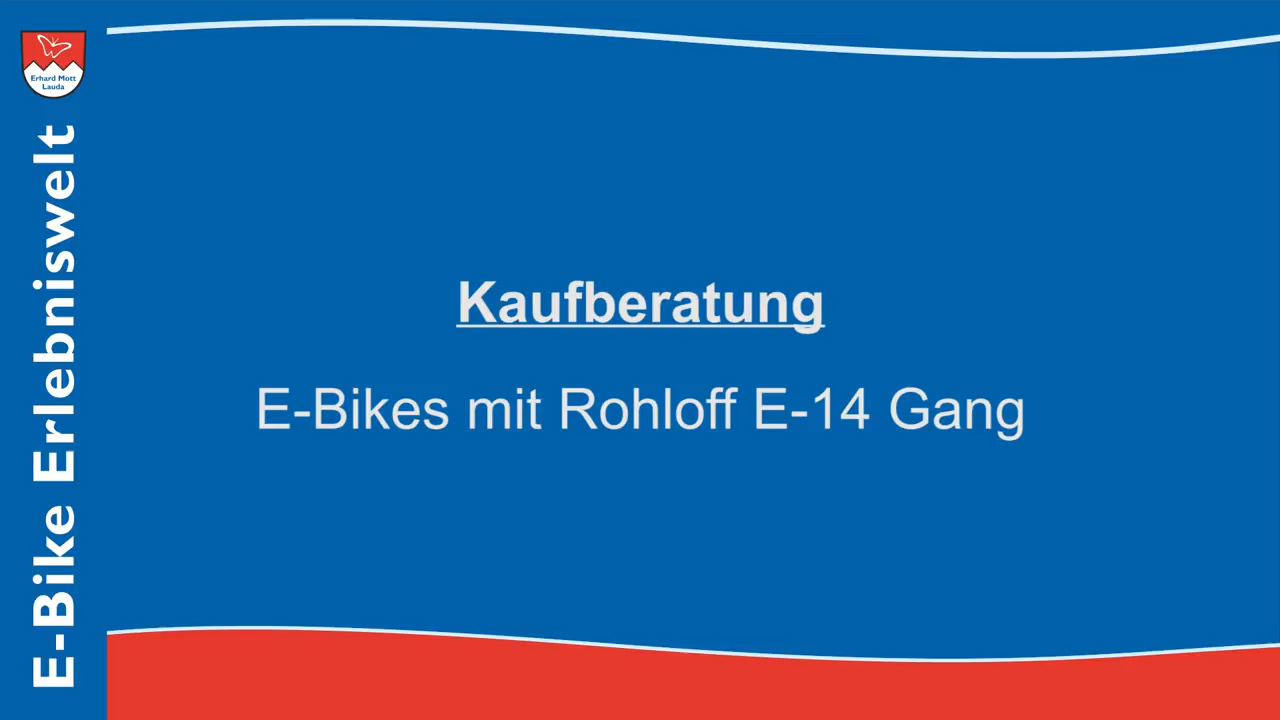 Erhard Mott
Lauda
E-Bike Erlebniswelt
Kaufberatung
E-Bikes mit Rohloff E-14 Gang